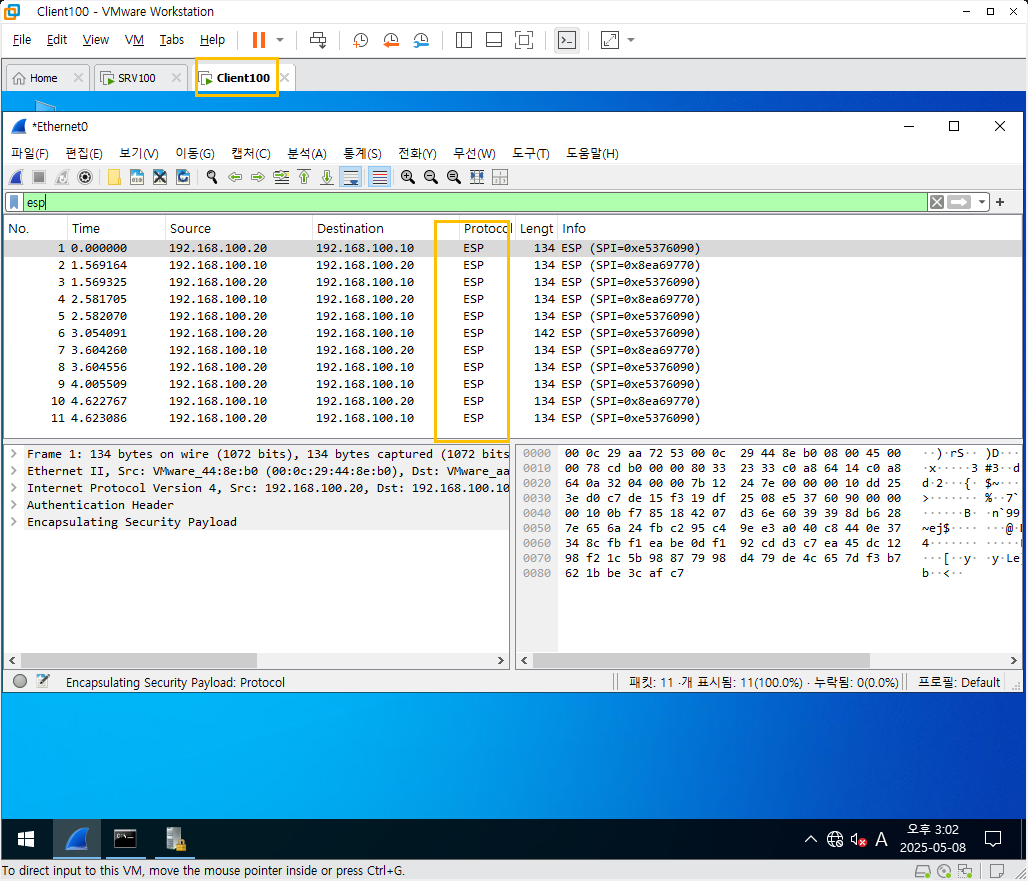 Client100 - VMware Workstation
File Edit View VM Tabs Help
Home SRV100 Client100
*Ethernet0
파일(F) 편집(E) 보기(V) 이동(G) 캡처(C) 분석(A) 통계(S) 전화(Y) 무선(W) 도구(T) 도움말(H)
esp
No. Time Source Destination Protocol Lengt Info
1 0.000000 192.168.100.20 192.168.100.10 ESP 134 ESP (SPI=0xe5376090)
2 1.569164 192.168.100.10 192.168.100.20 ESP 134 ESP (SPI=0x8ea69770)
3 1.569325 192.168.100.20 192.168.100.10 ESP 134 ESP (SPI=0xe5376090)
4 2.581705 192.168.100.10 192.168.100.20 ESP 134 ESP (SPI=0x8ea69770)
5 2.582070 192.168.100.20 192.168.100.10 ESP 134 ESP (SPI=0xe5376090)
6 3.054091 192.168.100.20 192.168.100.10 ESP 142 ESP (SPI=0xe5376090)
7 3.604260 192.168.100.10 192.168.100.20 ESP 134 ESP (SPI=0x8ea69770)
8 3.604556 192.168.100.20 192.168.100.10 ESP 134 ESP (SPI=0xe5376090)
9 4.005509 192.168.100.20 192.168.100.10 ESP 134 ESP (SPI=0xe5376090)
10 4.622767 192.168.100.10 192.168.100.20 ESP 134 ESP (SPI=0x8ea69770)
11 4.623086 192.168.100.20 192.168.100.10 ESP 134 ESP (SPI=0xe5376090)
Frame 1: 134 bytes on wire (1072 bits), 134 bytes captured (1072 bits
Ethernet II, Src: VMware_44:8e:b0 (00:0c:29:44:8e:b0), Dst: VMware_aa
Internet Protocol Version 4, Src: 192.168.100.20, Dst: 192.168.100.10
Authentication Header
Encapsulating Security Payload
0000 00 0c 29 aa 72 53 00 0c 29 44 8e b0 08 00 45 00 ··)·rS·· )D····
0010 00 78 cd b0 00 00 80 33 23 33 c0 a8 64 14 c0 a8 ·x·····3 #3··d
0020 64 0a 32 04 00 00 7b 12 24 7e 00 00 10 dd 25 d·2···{· $~····
0030 3e d0 c7 de 15 f3 19 df 25 08 e5 37 60 90 00 00 >······· %··7`
0040 00 10 0b f7 85 18 42 07 d3 6e 60 39 39 8d b6 28 ······B· ·n`99
0050 7e 65 6a 24 fb c2 95 c4 9e e3 a0 40 c8 44 0e 37 ~ej$···· ···@·
0060 34 8c fb f1 ea be 0d f1 92 cd d3 c7 ea 45 dc 12 4·······
0070 98 f2 1c 5b 98 87 79 98 d4 79 de 4c 65 7d f3 b7 ···[··y· ·y·Le
0080 62 1b be 3c af c7 b··<··
Encapsulating Security Payload: Protocol
패킷: 11 ·개 표시됨: 11(100.0%) · 누락됨: 0(0.0%) 프로필: Default
A
오후 3:02
2025-05-08
To direct input to this VM, move the mouse pointer inside or press Ctrl+G.